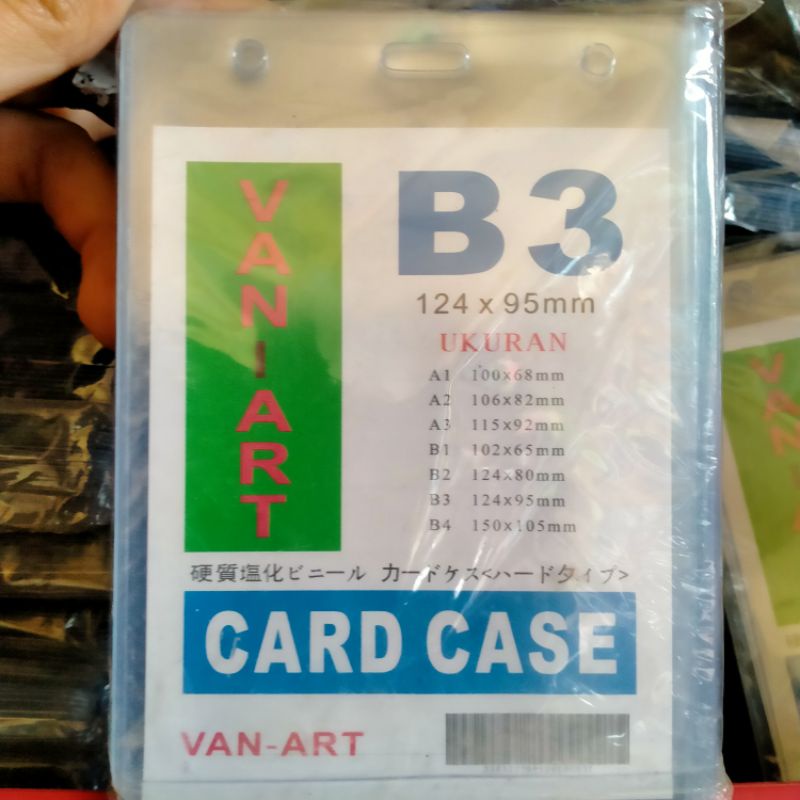 VAN-ART
B3
124 x 95mm
UKURAN
A1 100x68mm
A2 106x82mm
A3 115x92mm
B1 102x65mm
B2 124x80mm
B3 124x95mm
B4 150x105mm
硬質塩化ビニール カードケス<ハードタイプ>
CARD CASE
VAN-ART